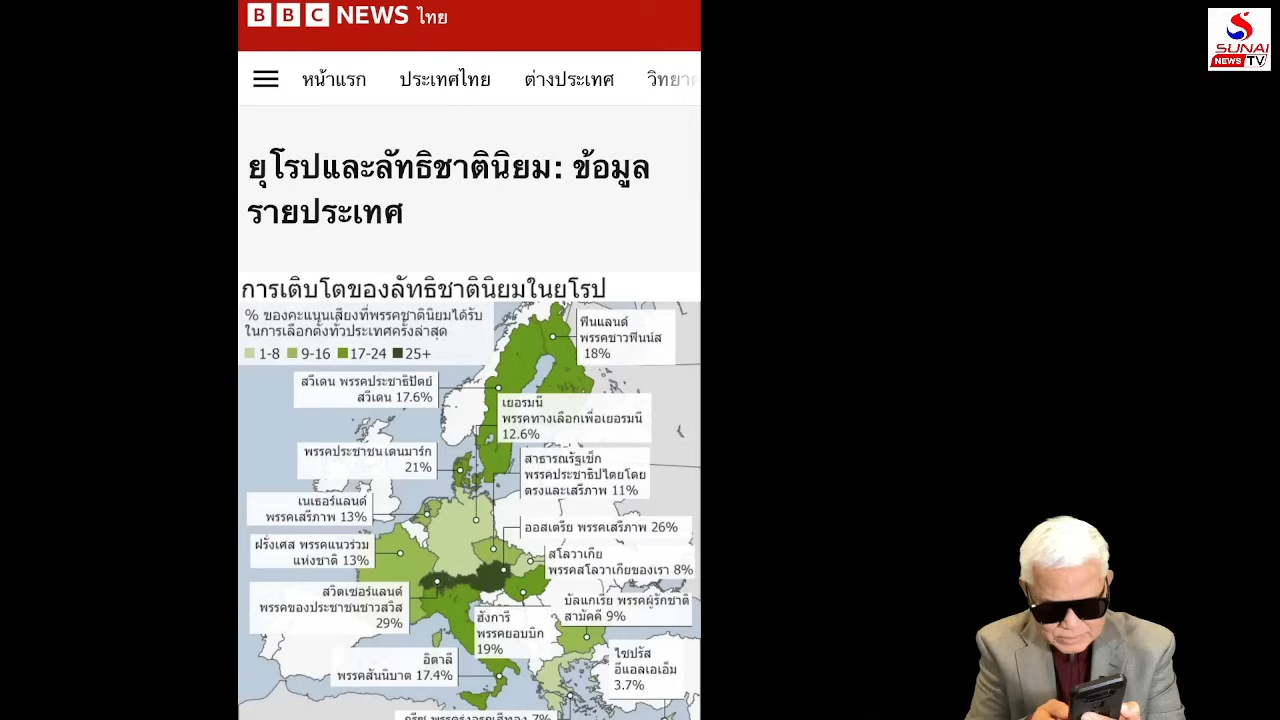 BBC NEWS ไทย
SUNAI
NEWS TV
หน้าแรก ประเทศไทย ต่างประเทศ วิทยา
ยุโรปและลัทธิชาตินิยม: ข้อมูล
รายประเทศ
การเติบโตของลัทธิชาตินิยมในยุโรป
% ของคะแนนเสียงที่พรรคชาตินิยมได้รับ
ในการเลือกตั้งทั่วประเทศครั้งล่าสุด
1-8 9-16 17-24 25+
ฟินแลนด์
พรรคชาวฟินน์ส
18%
สวีเดน พรรคประชาธิปัตย์
สวีเดน 17.6%
เยอรมนี
พรรคทางเลือกเพื่อเยอรมนี
12.6%
พรรคประชาชนเดนมาร์ก
21%
สาธารณรัฐเช็ก
พรรคประชาธิปไตยโดย
ตรงและเสรีภาพ 11%
เนเธอร์แลนด์
พรรคเสรีภาพ 13%
ออสเตรีย พรรคเสรีภาพ 26%
ฝรั่งเศส พรรคแนวร่วม
แห่งชาติ 13%
สโลวาเกีย
พรรคสโลวาเกียของเรา 8%
สวิตเซอร์แลนด์
พรรคของประชาชนชาวสวิส
29%
บัลแกเรีย พรรคผู้รักชาติ
สามัคคี 9%
ฮังการี
พรรคยอบบิก
19%
อิตาลี
พรรคสันนิบาต 17.4%
ไซปรัส
อีแอลเอเอ็ม
3.7%